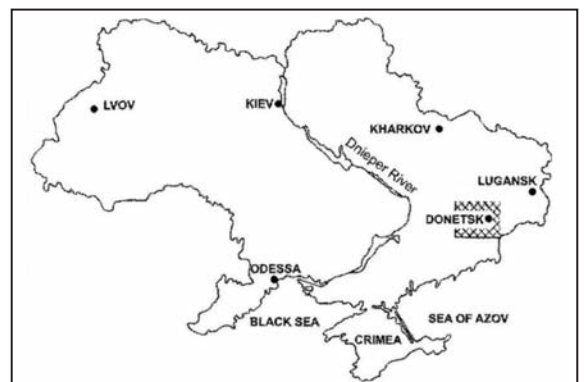 LVOV
KIEV
KHARKOV
Dnieper River
LUGANSK
DONETSK
ODESSA
BLACK SEA
SEA OF AZOV
CRIMEA